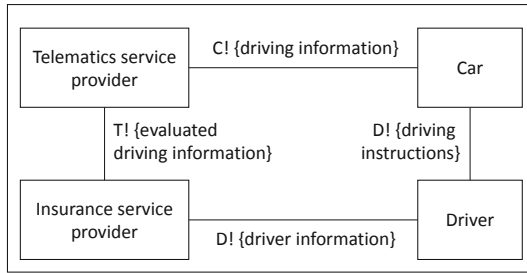 Telematics service
provider
C! {driving information}
Car
T! {evaluated
driving information}
D! {driving
instructions}
Insurance service
provider
D! {driver information}
Driver